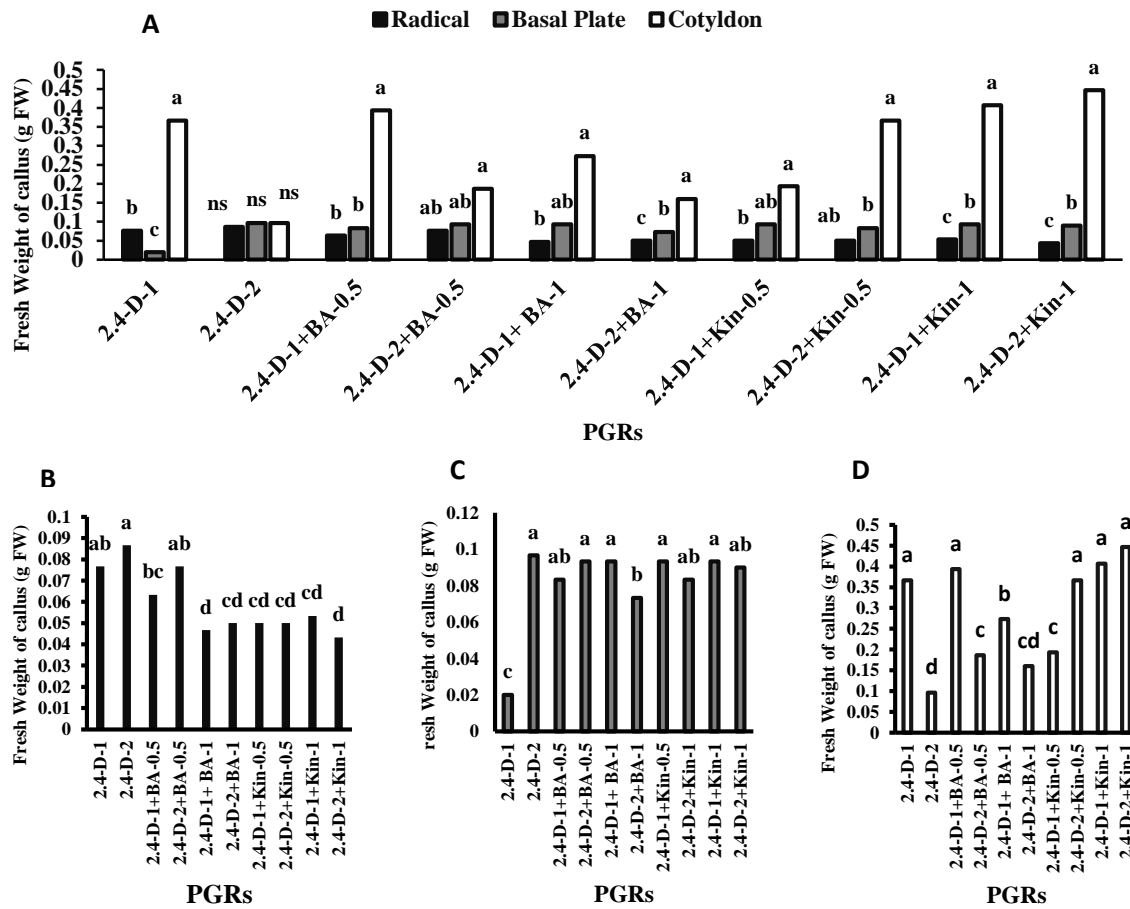 A
Radical Basal Plate Cotyldon
Fresh Weight of callus (g FW)
0.5
0.45
0.4
0.35
0.3
0.25
0.2
0.15
0.1
0.05
0
b c a
ns ns ns
b b a
ab ab a
b ab a
c b a
b ab a
ab b a
c b a
c b a
2.4-D-1
2.4-D-2
2.4-D-1+BA-0.5
2.4-D-2+BA-0.5
2.4-D-1+ BA-1
2.4-D-2+BA-1
2.4-D-1+Kin-0.5
2.4-D-2+Kin-0.5
2.4-D-1+Kin-1
2.4-D-2+Kin-1
PGRs
B
Fresh Weight of callus (g FW)
0.1
0.09
0.08
0.07
0.06
0.05
0.04
0.03
0.02
0.01
0
ab a bc ab d cd cd cd cd d
2.4-D-1
2.4-D-2
2.4-D-1+BA-0.5
2.4-D-2+BA-0.5
2.4-D-1+ BA-1
2.4-D-2+BA-1
2.4-D-1+Kin-0.5
2.4-D-2+Kin-0.5
2.4-D-1+Kin-1
2.4-D-2+Kin-1
PGRs
C
resh Weight of callus (g FW)
0.12
0.1
0.08
0.06
0.04
0.02
0
c a ab a a b a ab a ab
2.4-D-1
2.4-D-2
2.4-D-1+BA-0.5
2.4-D-2+BA-0.5
2.4-D-1+ BA-1
2.4-D-2+BA-1
2.4-D-1+Kin-0.5
2.4-D-2+Kin-1
2.4-D-1+Kin-1
2.4-D-2+Kin-1
PGRs
D
Fresh Weight of callus (g FW)
0.5
0.45
0.4
0.35
0.3
0.25
0.2
0.15
0.1
0.05
0
a d a c b cd c a a a
2.4-D-1
2.4-D-2
2.4-D-1+BA-0.5
2.4-D-2+BA-0.5
2.4-D-1+ BA-1
2.4-D-2+BA-1
2.4-D-1+Kin-0.5
2.4-D-2+Kin-0.5
2.4-D-1+Kin-1
2.4-D-2+Kin-1
PGRs